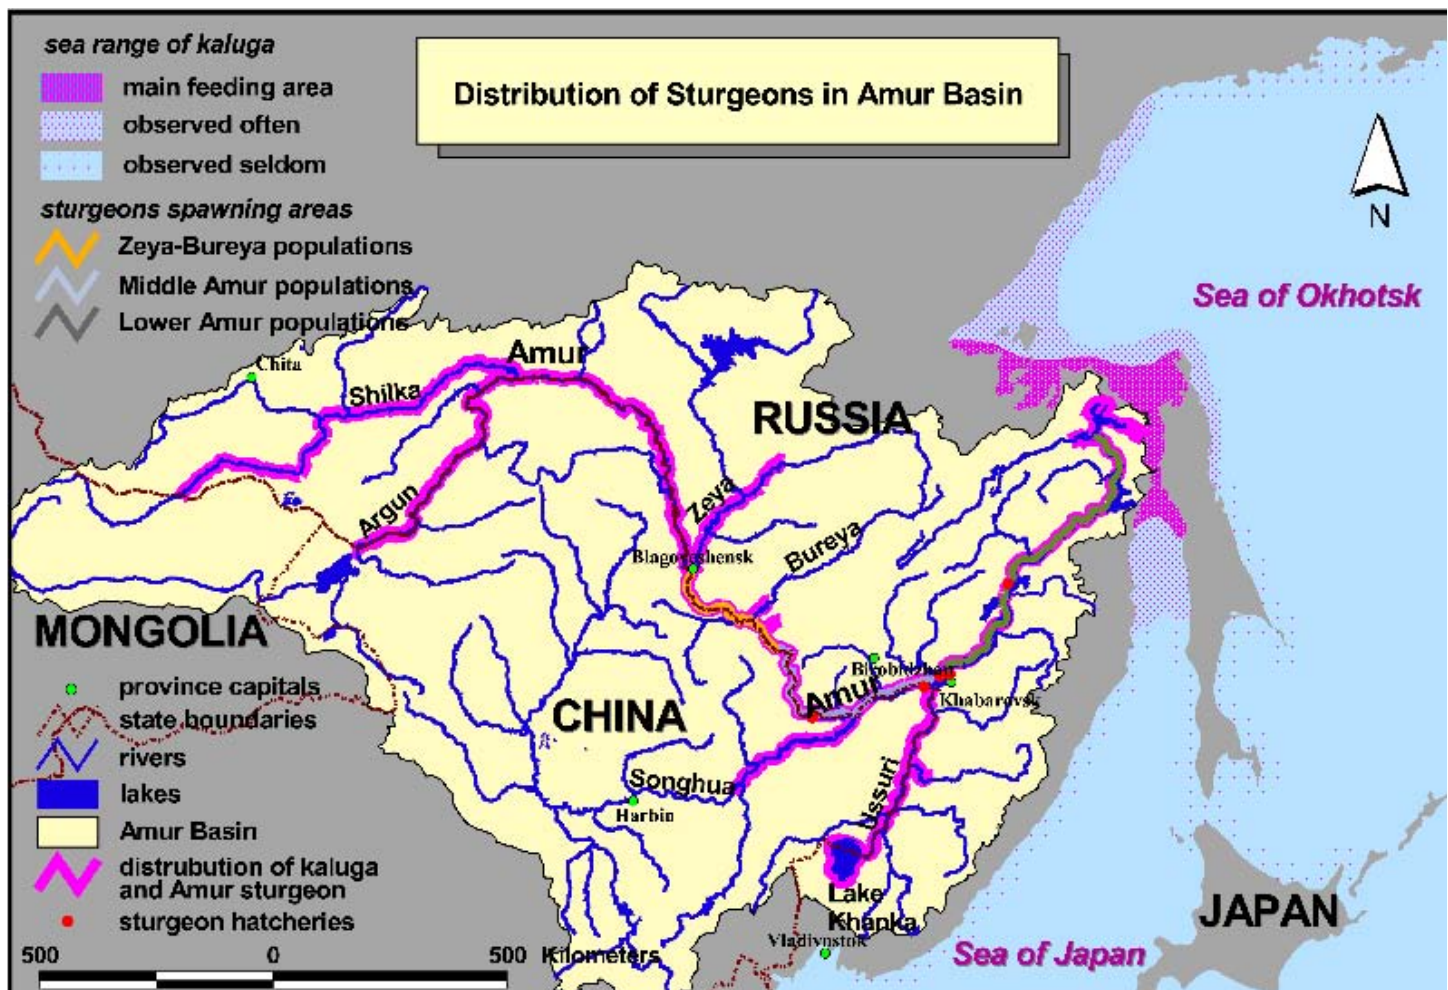 sea range of kaluga
main feeding area
observed often
observed seldom
sturgeons spawning areas
Zeya-Bureya populations
Middle Amur populations
Lower Amur populations
Distribution of Sturgeons in Amur Basin
N
Sea of Okhotsk
Chita
Amur
Shilka
RUSSIA
Argun
Zeya
Bureya
Blagoveshensk
MONGOLIA
Birobidzhan
Amur
Khabarovsk
CHINA
Songhua
Ussuri
Harbin
Lake
Khanka
Vladivostok
JAPAN
Sea of Japan
province capitals
state boundaries
rivers
lakes
Amur Basin
distrubution of kaluga
and Amur sturgeon
sturgeon hatcheries
500 0 500 Kilometers